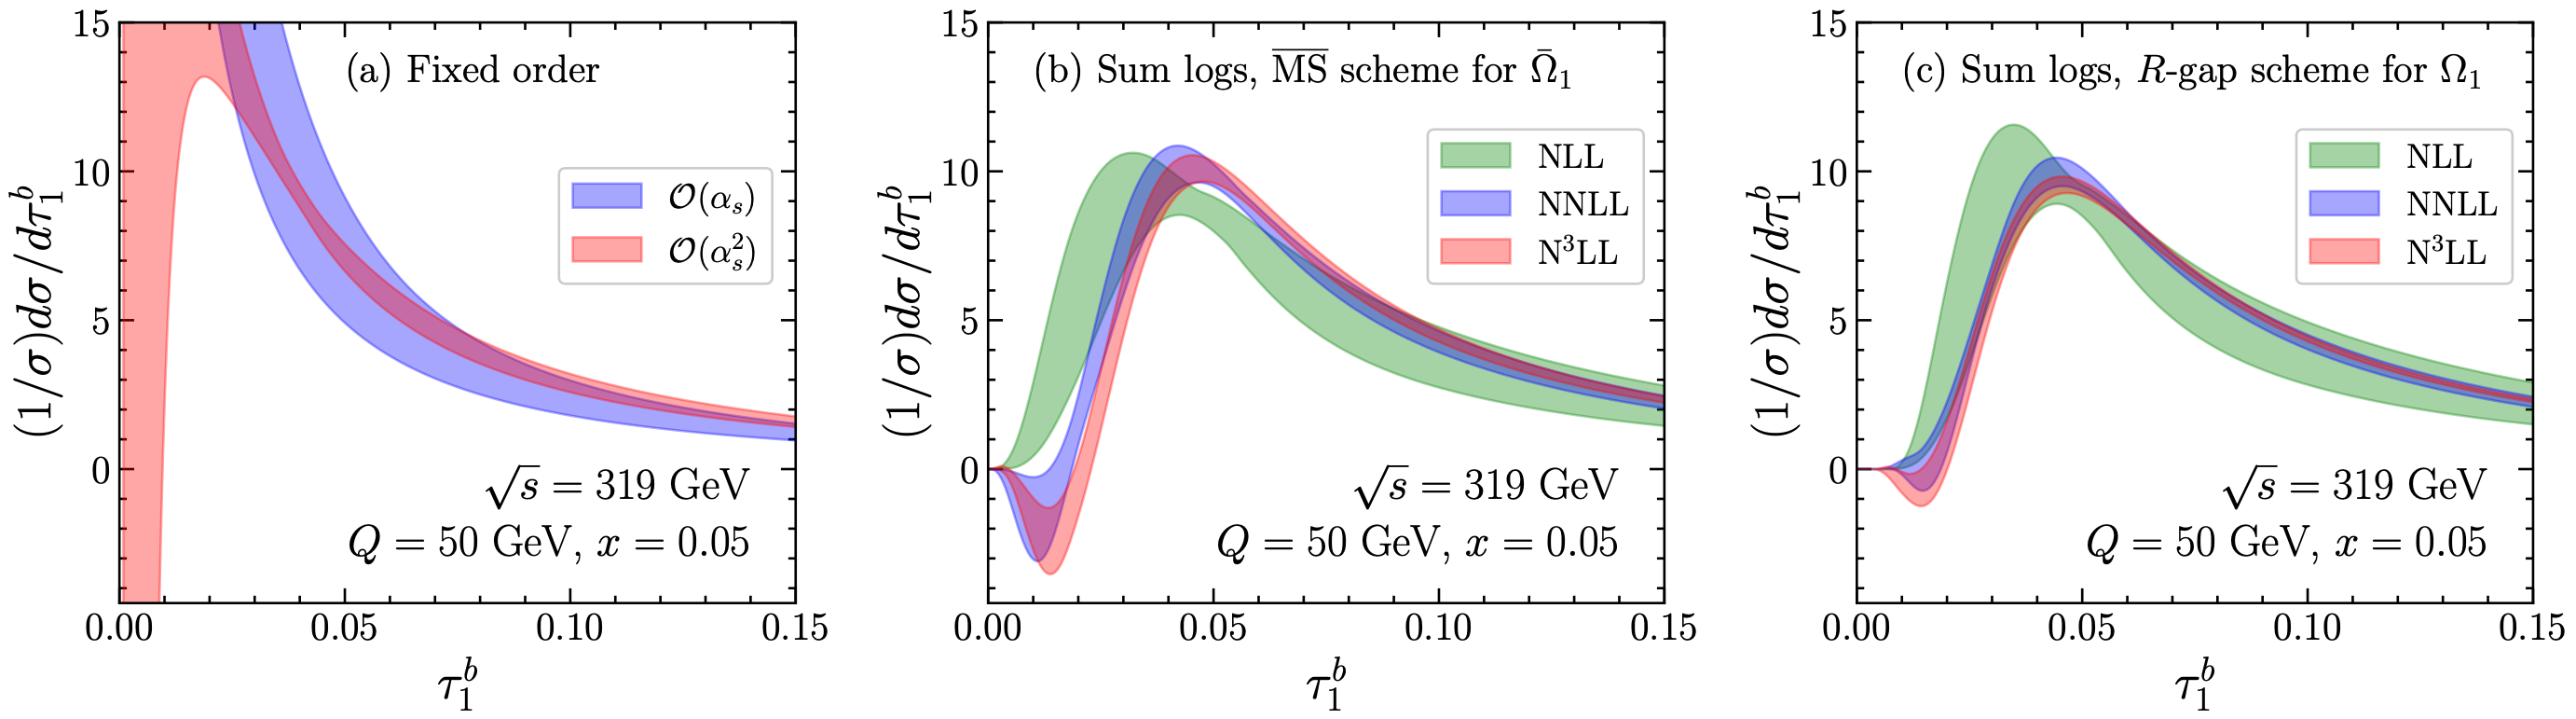 (a) Fixed order
𝒪(αₛ)
𝒪(αₛ²)
√s = 319 GeV
Q = 50 GeV, x = 0.05
15
10
5
0
0.00
0.05
0.10
0.15
(1/σ)dσ/dτ₁ᵇ
τ₁ᵇ
(b) Sum logs, M̅S̅ scheme for Ω̄₁
NLL
NNLL
N³LL
√s = 319 GeV
Q = 50 GeV, x = 0.05
15
10
5
0
0.00
0.05
0.10
0.15
(1/σ)dσ/dτ₁ᵇ
τ₁ᵇ
(c) Sum logs, R-gap scheme for Ω₁
NLL
NNLL
N³LL
√s = 319 GeV
Q = 50 GeV, x = 0.05
15
10
5
0
0.00
0.05
0.10
0.15
(1/σ)dσ/dτ₁ᵇ
τ₁ᵇ